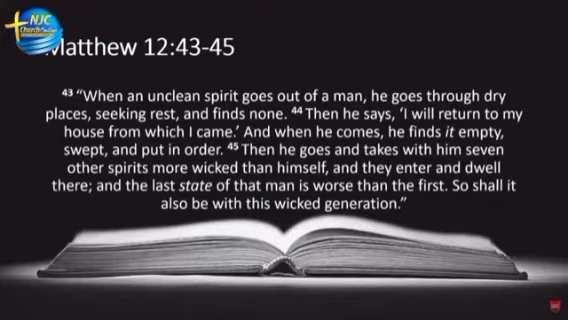 NJC
Church Online
Matthew 12:43-45
43 “When an unclean spirit goes out of a man, he goes through dry
places, seeking rest, and finds none. 44 Then he says, ‘I will return to my
house from which I came.’ And when he comes, he finds it empty,
swept, and put in order. 45 Then he goes and takes with him seven
other spirits more wicked than himself, and they enter and dwell
there; and the last state of that man is worse than the first. So shall it
also be with this wicked generation.”